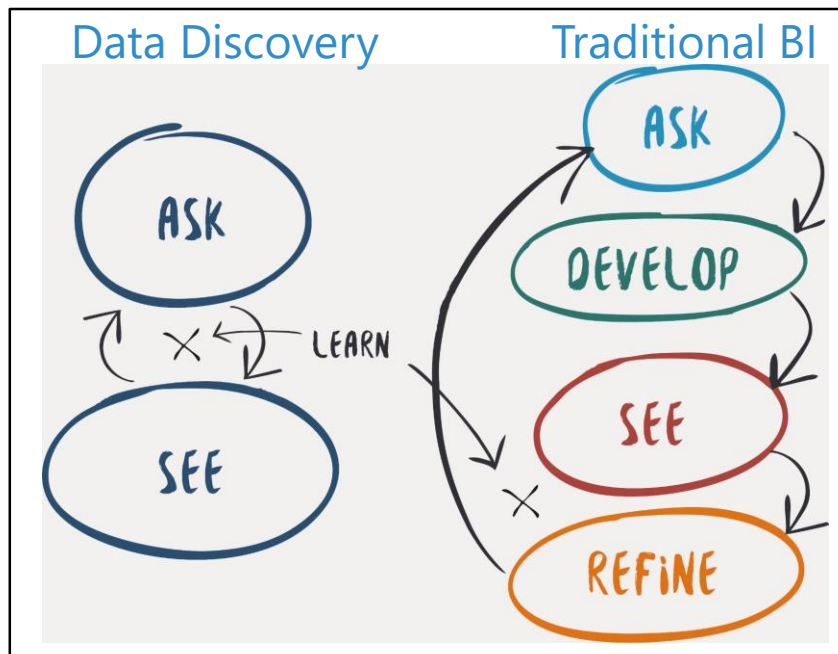 Data Discovery
Traditional BI
ASK
SEE
LEARN
ASK
DEVELOP
SEE
REFINE